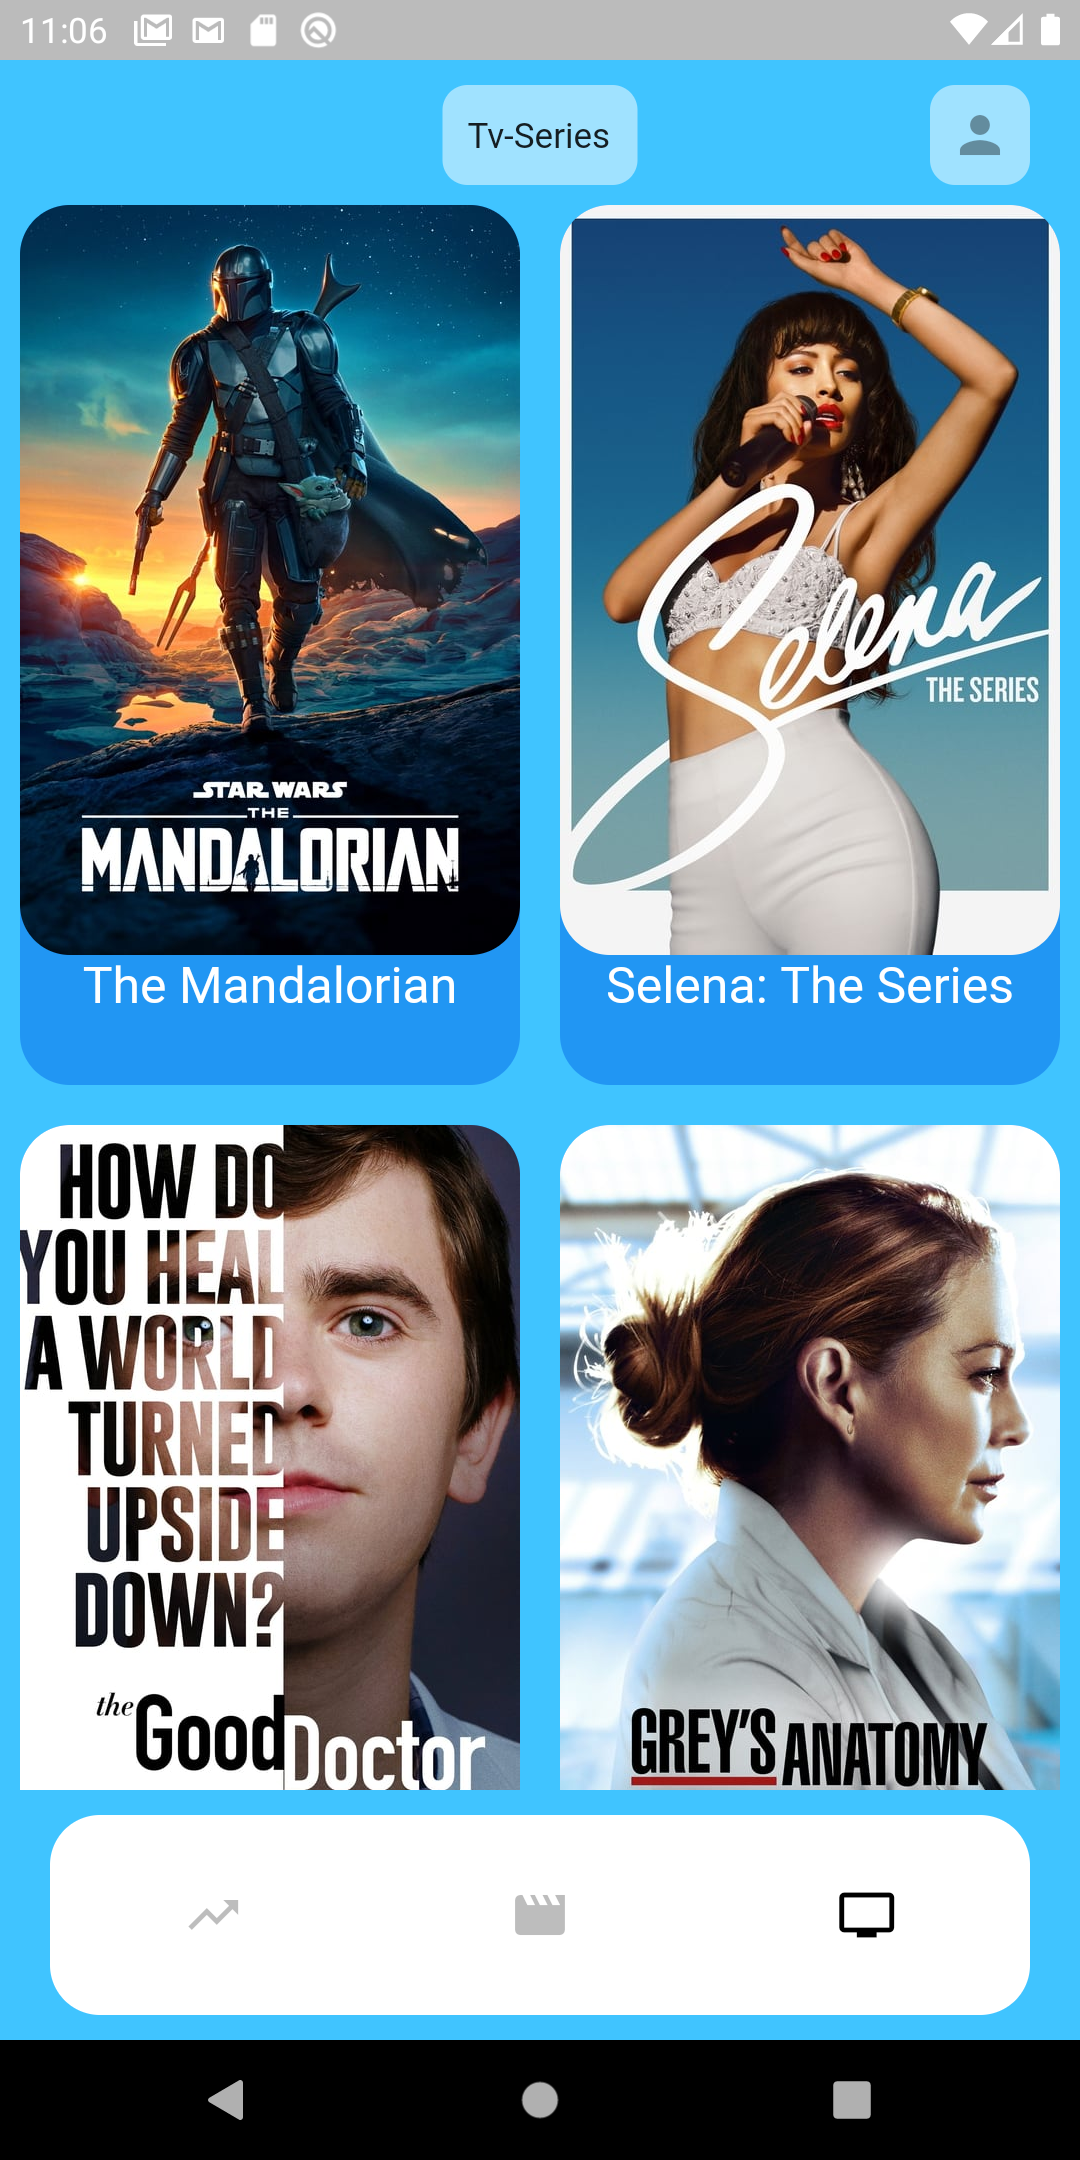 11:06
Tv-Series
STAR WARS
THE
MANDALORIAN
The Mandalorian
Selena
THE SERIES
Selena: The Series
HOW DO
YOU HEAL
A WORLD
TURNED
UPSIDE
DOWN?
the Good Doctor
GREY'S ANATOMY